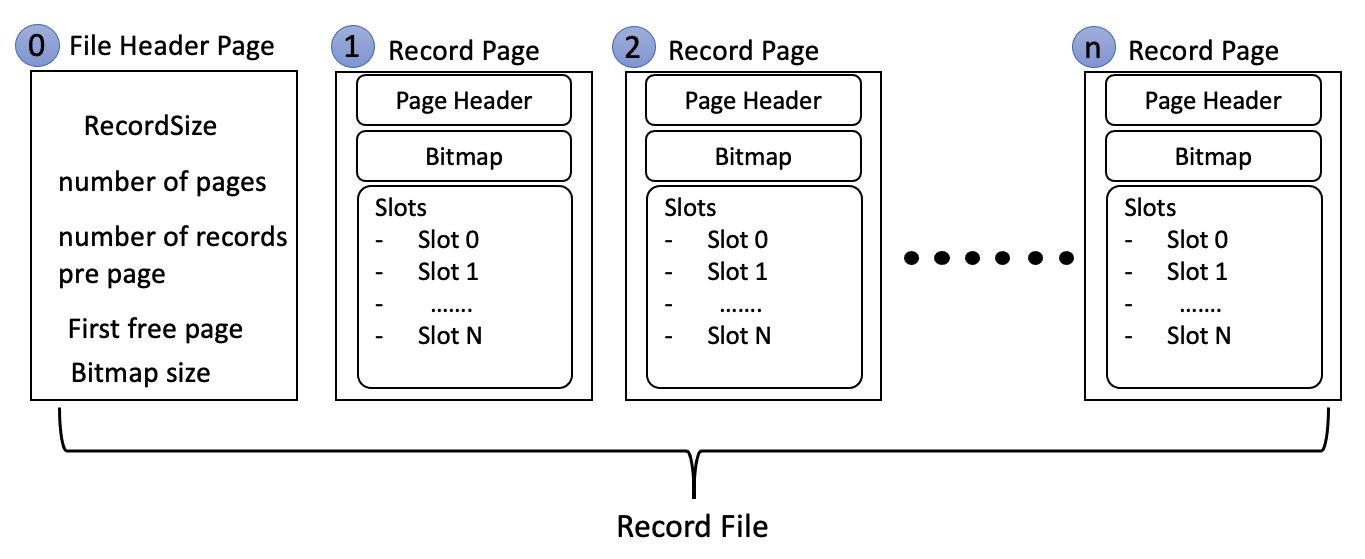 0 File Header Page
RecordSize
number of pages
number of records
pre page
First free page
Bitmap size
1 Record Page
Page Header
Bitmap
Slots
- Slot 0
- Slot 1
- .......
- Slot N
2 Record Page
Page Header
Bitmap
Slots
- Slot 0
- Slot 1
- .......
- Slot N
n Record Page
Page Header
Bitmap
Slots
- Slot 0
- Slot 1
- .......
- Slot N
Record File